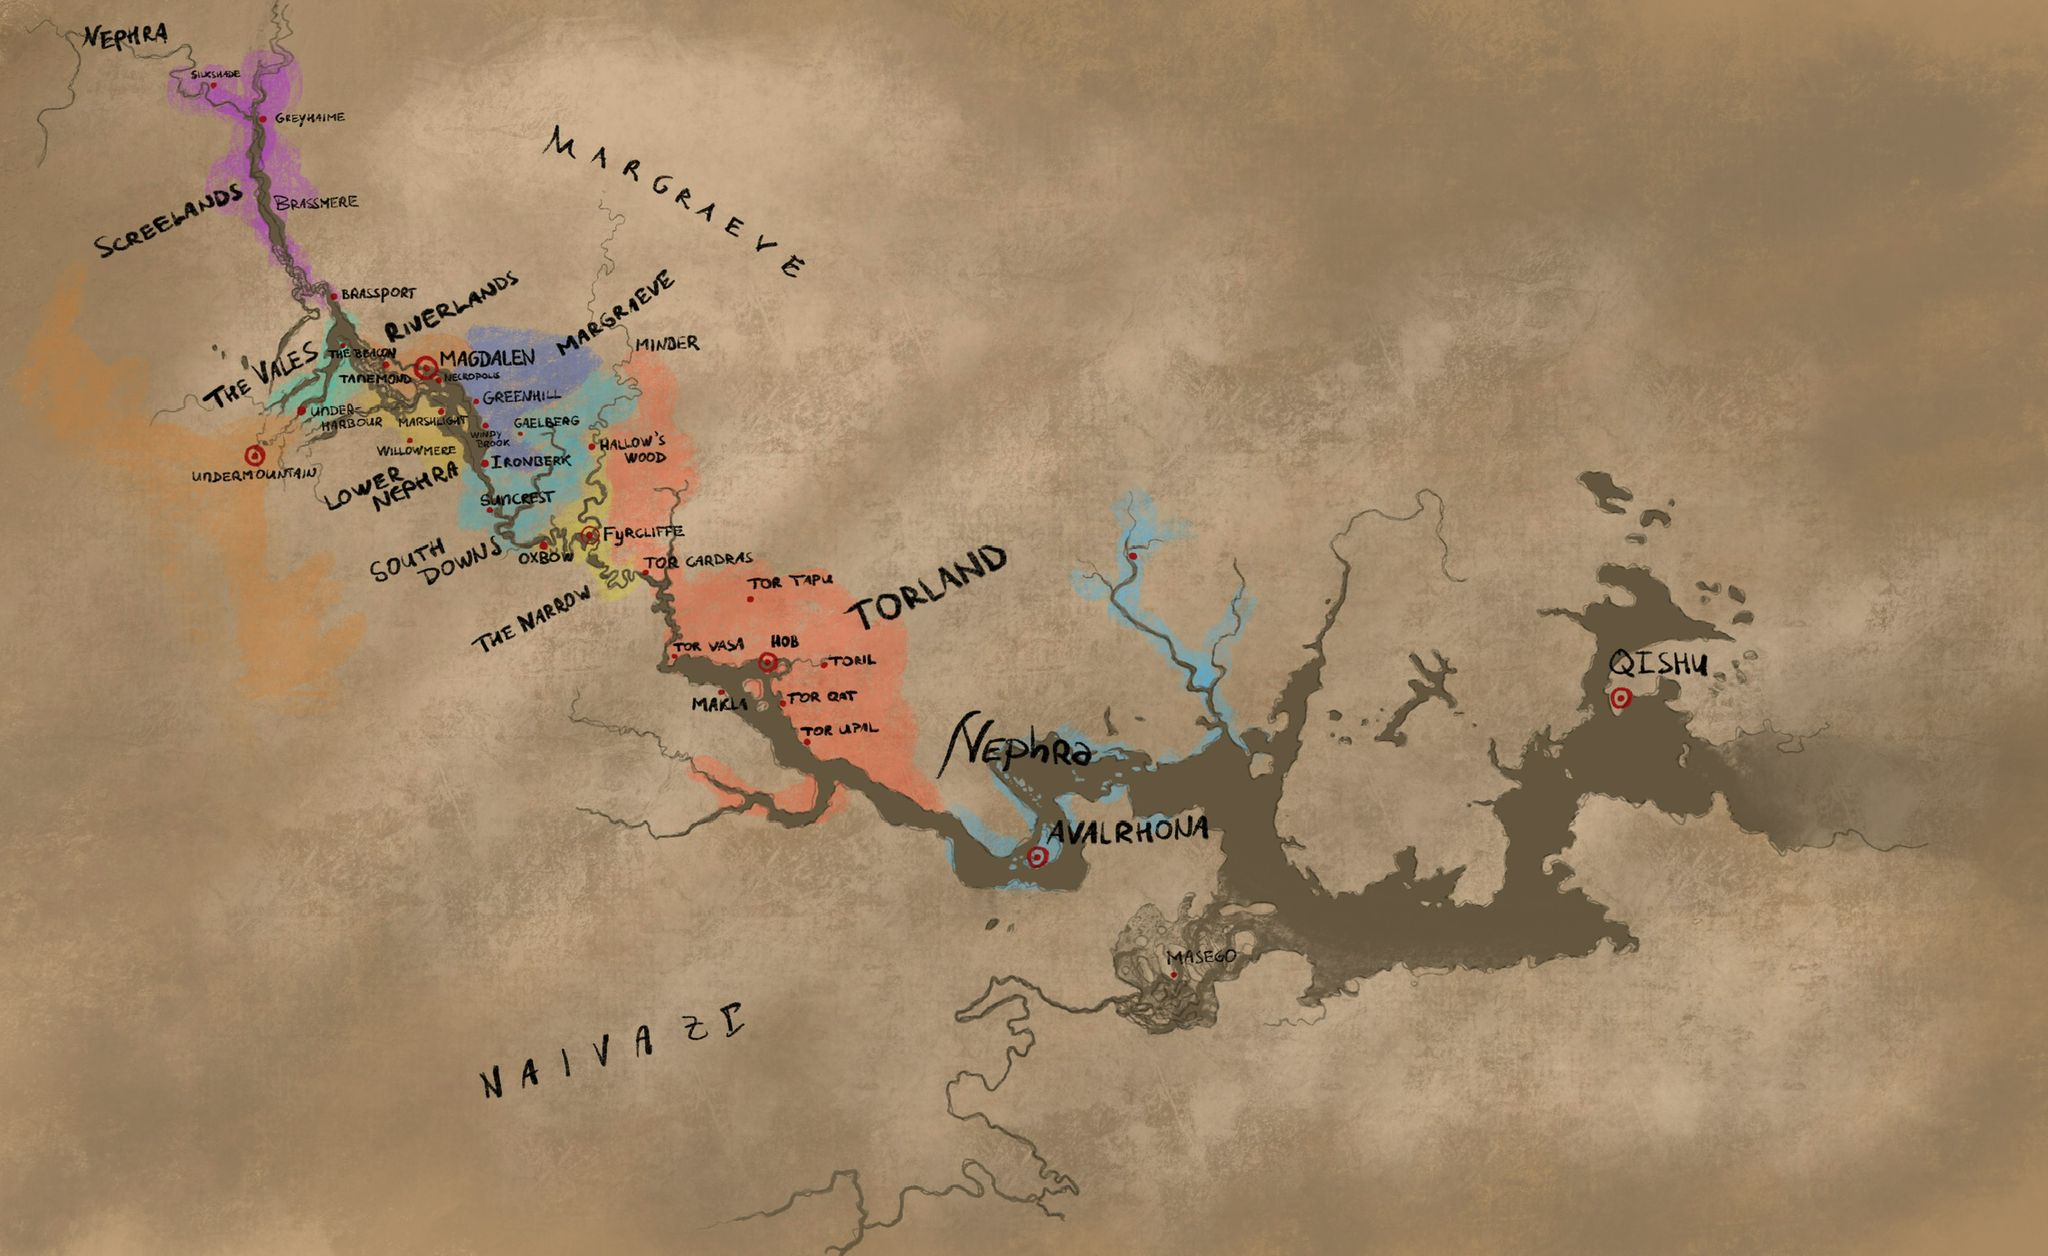 NEPHRA
SILKSHADE
GREYHAIME
MARGRAEVE
SCREELANDS
BRASSMERE
BRASSPORT
RIVERLANDS
MARGRAEVE
MINDER
THE VALES
THE BEACON
MAGDALEN
TAREMOND
NECROPOLIS
GREENHILL
UNDER-
HARBOUR
MARSHLIGHT
WINDY
BROOK
GAELBERG
WILLOWMERE
HALLOW'S
WOOD
UNDERMOUNTAIN
IRONBERK
LOWER
NEPHRA
SUNCREST
FYRCLIFFE
SOUTH
DOWNS
OXBOW
TOR CARDRAS
TOR TAPU
TORLAND
THE NARROW
TOR VASA
HOB
TORIL
QISHU
MAKLA
TOR QAT
TOR UPAL
NEPhRa
AVALRHONA
MASEGO
NAIVAZI